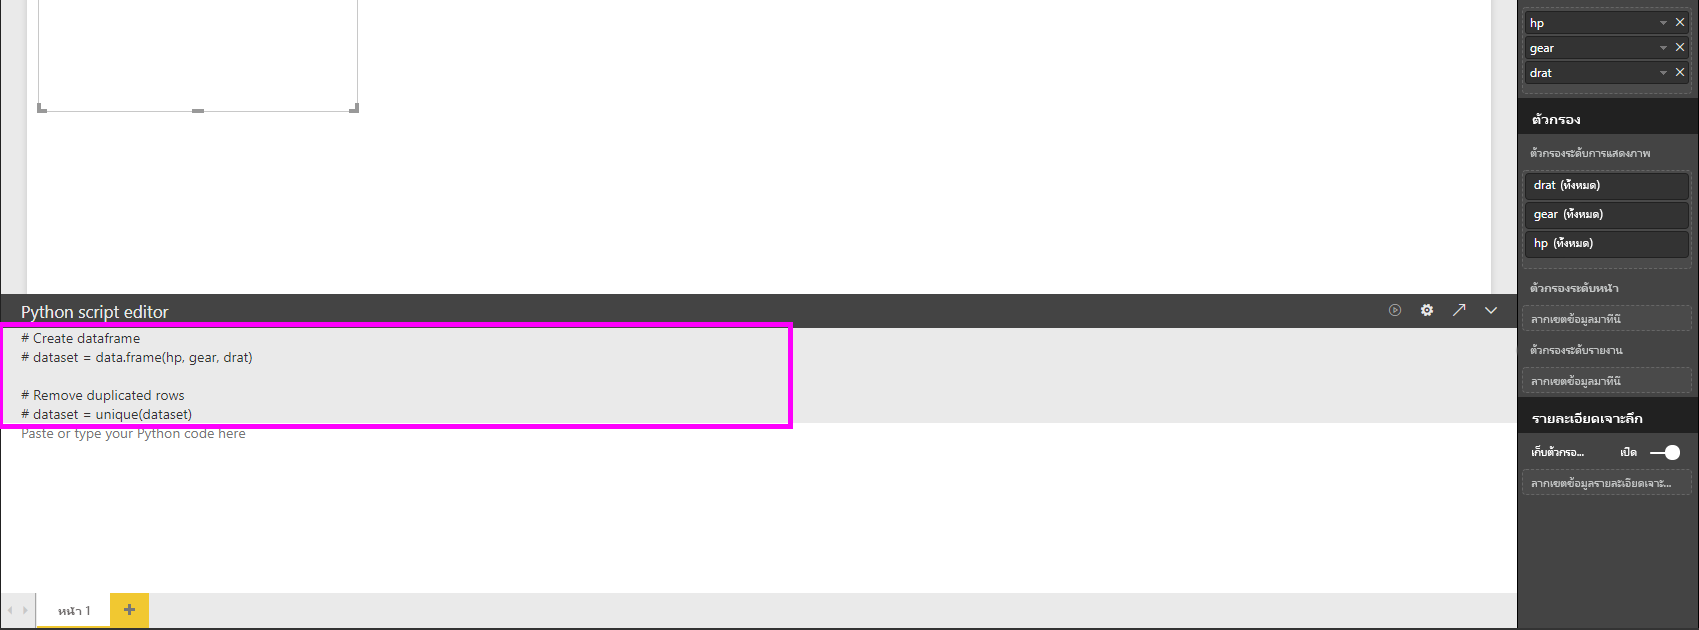 hp
gear
drat
ตัวกรอง
ตัวกรองระดับการแสดงภาพ
drat (ทั้งหมด)
gear (ทั้งหมด)
hp (ทั้งหมด)
ตัวกรองระดับหน้า
ลากเขตข้อมูลมาที่นี่
ตัวกรองระดับรายงาน
ลากเขตข้อมูลมาที่นี่
รายละเอียดเจาะลึก
เก็บตัวกรอ... เปิด
ลากเขตข้อมูลรายละเอียดเจาะ...
Python script editor
# Create dataframe
# dataset = data.frame(hp, gear, drat)
# Remove duplicated rows
# dataset = unique(dataset)
Paste or type your Python code here
หน้า 1